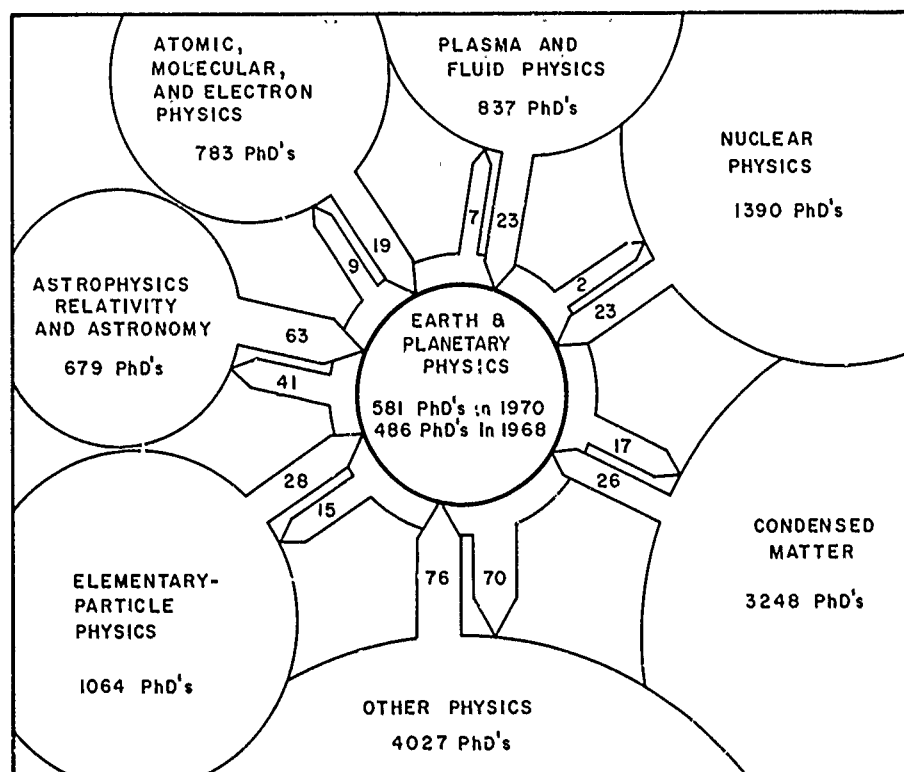 ATOMIC,
MOLECULAR,
AND ELECTRON
PHYSICS
783 PhD's
PLASMA AND
FLUID PHYSICS
837 PhD's
NUCLEAR
PHYSICS
1390 PhD's
7
23
19
9
2
23
ASTROPHYSICS
RELATIVITY
AND ASTRONOMY
679 PhD's
63
41
EARTH &
PLANETARY
PHYSICS
581 PhD's in 1970
486 PhD's In 1968
17
26
28
15
CONDENSED
MATTER
3248 PhD's
76
70
ELEMENTARY-
PARTICLE
PHYSICS
1064 PhD's
OTHER PHYSICS
4027 PhD's